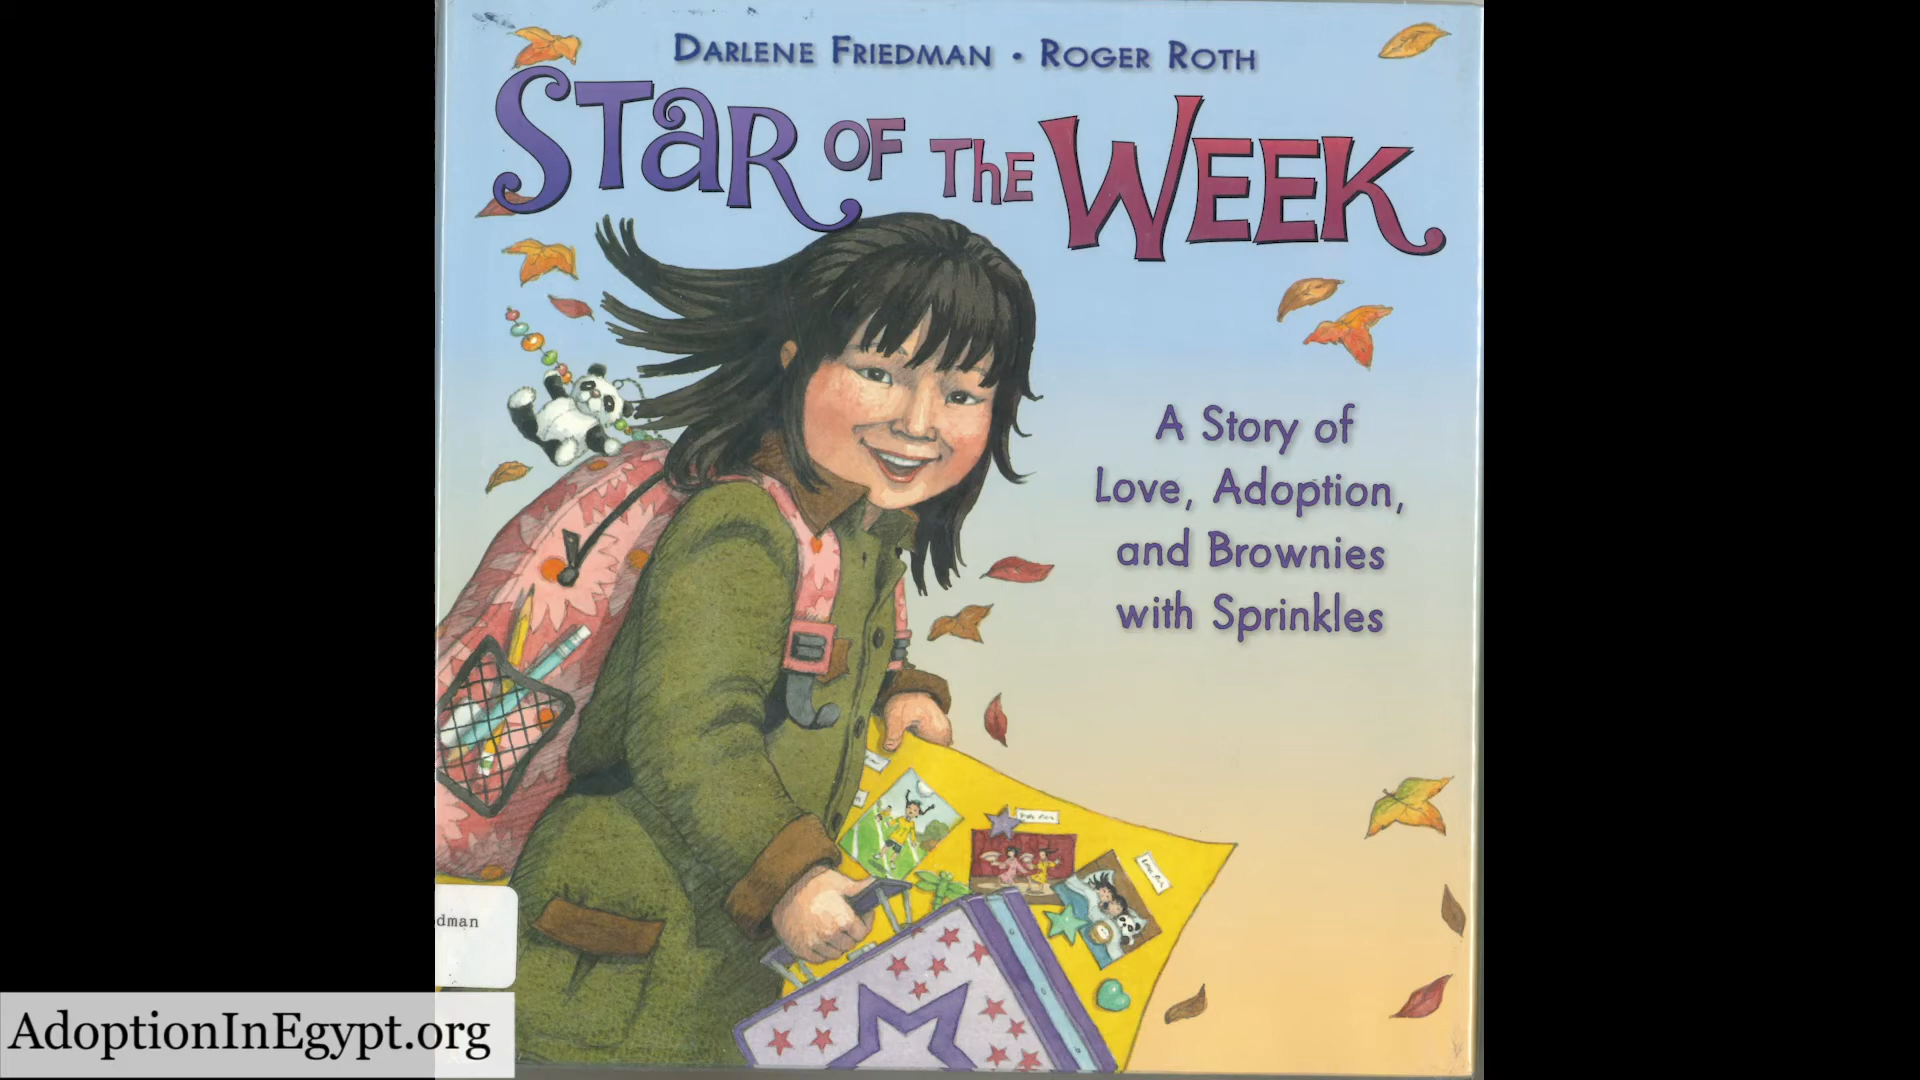 DARLENE FRIEDMAN • ROGER ROTH
STAR OF THE WEEK
A Story of
Love, Adoption,
and Brownies
with Sprinkles
dman
AdoptionInEgypt.org